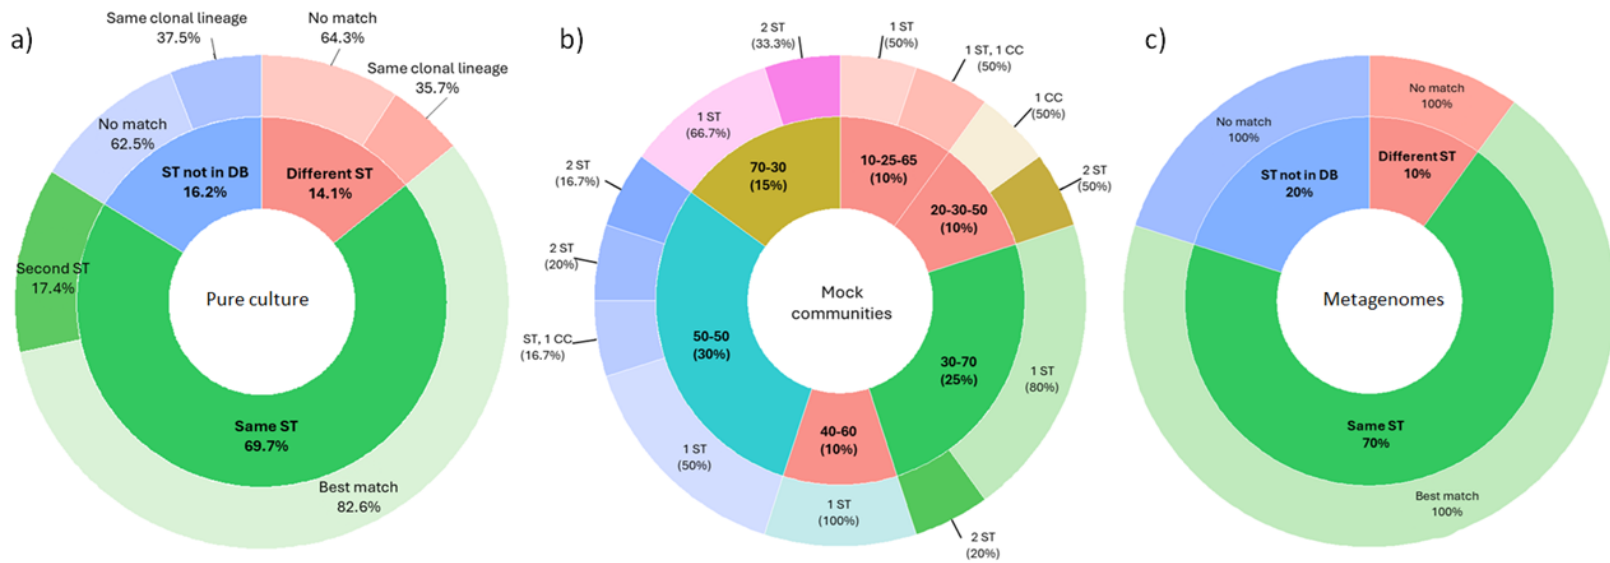 a)
Same clonal lineage
37.5%
No match
64.3%
Same clonal lineage
35.7%
No match
62.5%
ST not in DB
16.2%
Different ST
14.1%
Second ST
17.4%
Pure culture
Same ST
69.7%
Best match
82.6%
b)
2 ST
(33.3%)
1 ST
(50%)
1 ST, 1 CC
(50%)
1 CC
(50%)
1 ST
(66.7%)
2 ST
(16.7%)
70-30
(15%)
10-25-65
(10%)
2 ST
(50%)
20-30-50
(10%)
2 ST
(20%)
Mock
communities
ST, 1 CC
(16.7%)
50-50
(30%)
30-70
(25%)
1 ST
(80%)
1 ST
(50%)
40-60
(10%)
1 ST
(100%)
2 ST
(20%)
c)
No match
100%
No match
100%
ST not in DB
20%
Different ST
10%
Metagenomes
Same ST
70%
Best match
100%